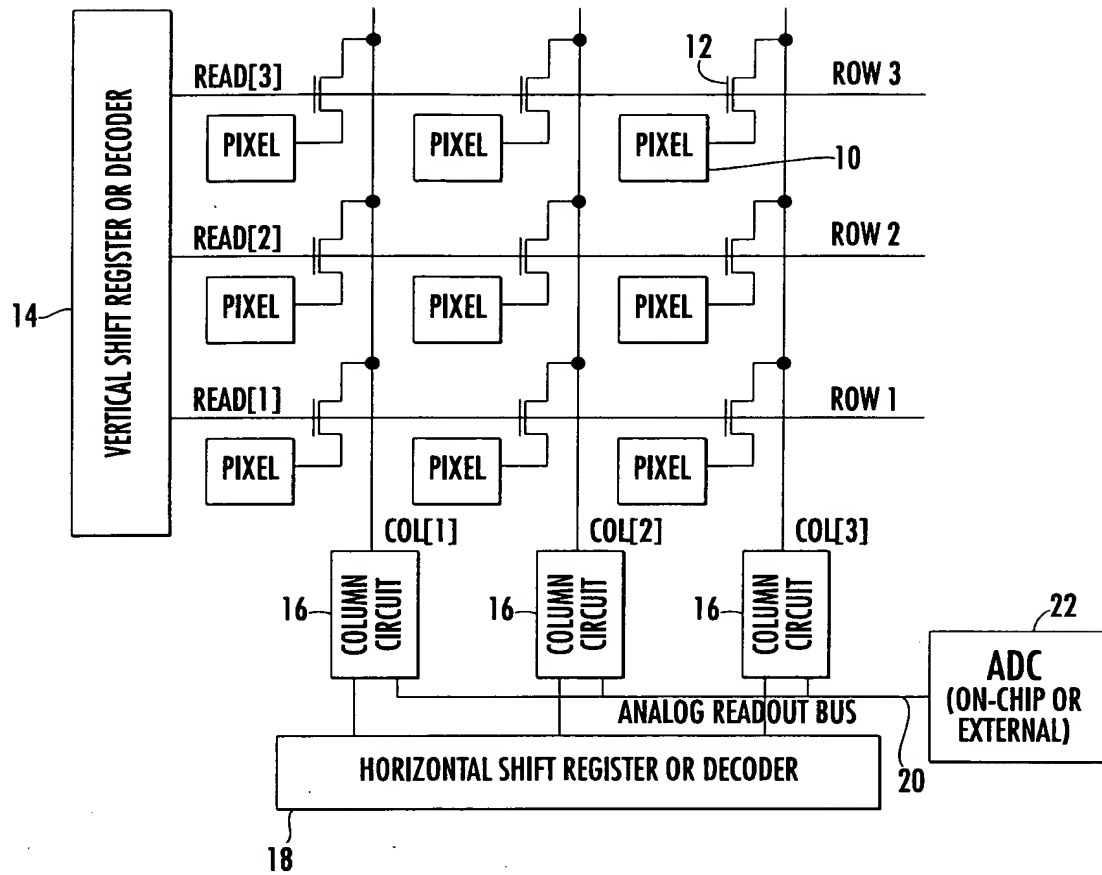 VERTICAL SHIFT REGISTER OR DECODER
14
READ[3]
12
ROW 3
PIXEL
PIXEL
PIXEL
10
READ[2]
ROW 2
PIXEL
PIXEL
PIXEL
READ[1]
ROW 1
PIXEL
PIXEL
PIXEL
COL[1]
COL[2]
COL[3]
16
COLUMN
CIRCUIT
16
COLUMN
CIRCUIT
16
COLUMN
CIRCUIT
22
ADC
(ON-CHIP OR
EXTERNAL)
ANALOG READOUT BUS
20
HORIZONTAL SHIFT REGISTER OR DECODER
18